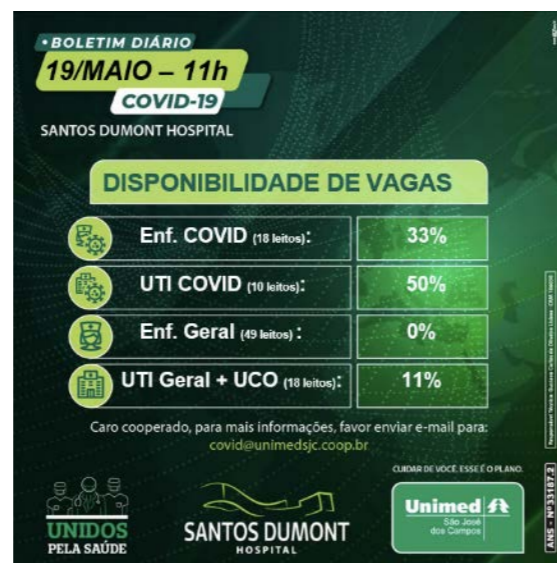 • BOLETIM DIÁRIO
19/MAIO – 11h
COVID-19
SANTOS DUMONT HOSPITAL
DISPONIBILIDADE DE VAGAS
Enf. COVID (18 leitos): 33%
UTI COVID (10 leitos): 50%
Enf. Geral (49 leitos) : 0%
UTI Geral + UCO (18 leitos): 11%
Caro cooperado, para mais informações, favor enviar e-mail para:
covid@unimedsjc.coop.br
CUIDAR DE VOCÊ. ESSE É O PLANO.
UNIDOS
PELA SAÚDE
SANTOS DUMONT
HOSPITAL
Unimed
São José
dos Campos
ANS - Nº 33187.2